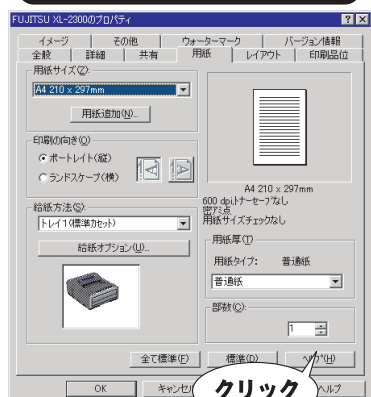 FUJITSU XL-2300のプロパティ
イメージ その他 ウォーターマーク バージョン情報
全般 詳細 共有 用紙 レイアウト 印刷品位
用紙サイズ(Z):
A4 210 x 297mm
用紙追加(N)...
印刷の向き(O)
ポートレイト(縦)
ランドスケープ(横)
A4 210 x 297mm
600 dpi,トナーセーブなし
密度5点
用紙サイズチェックなし
給紙方法(S):
トレイ1(標準カセット)
給紙オプション(U)...
用紙厚(T)
用紙タイプ: 普通紙
普通紙
部数(C):
1
全て標準(F) 標準(D) ヘルプ(H)
OK キャンセル ヘルプ
クリック